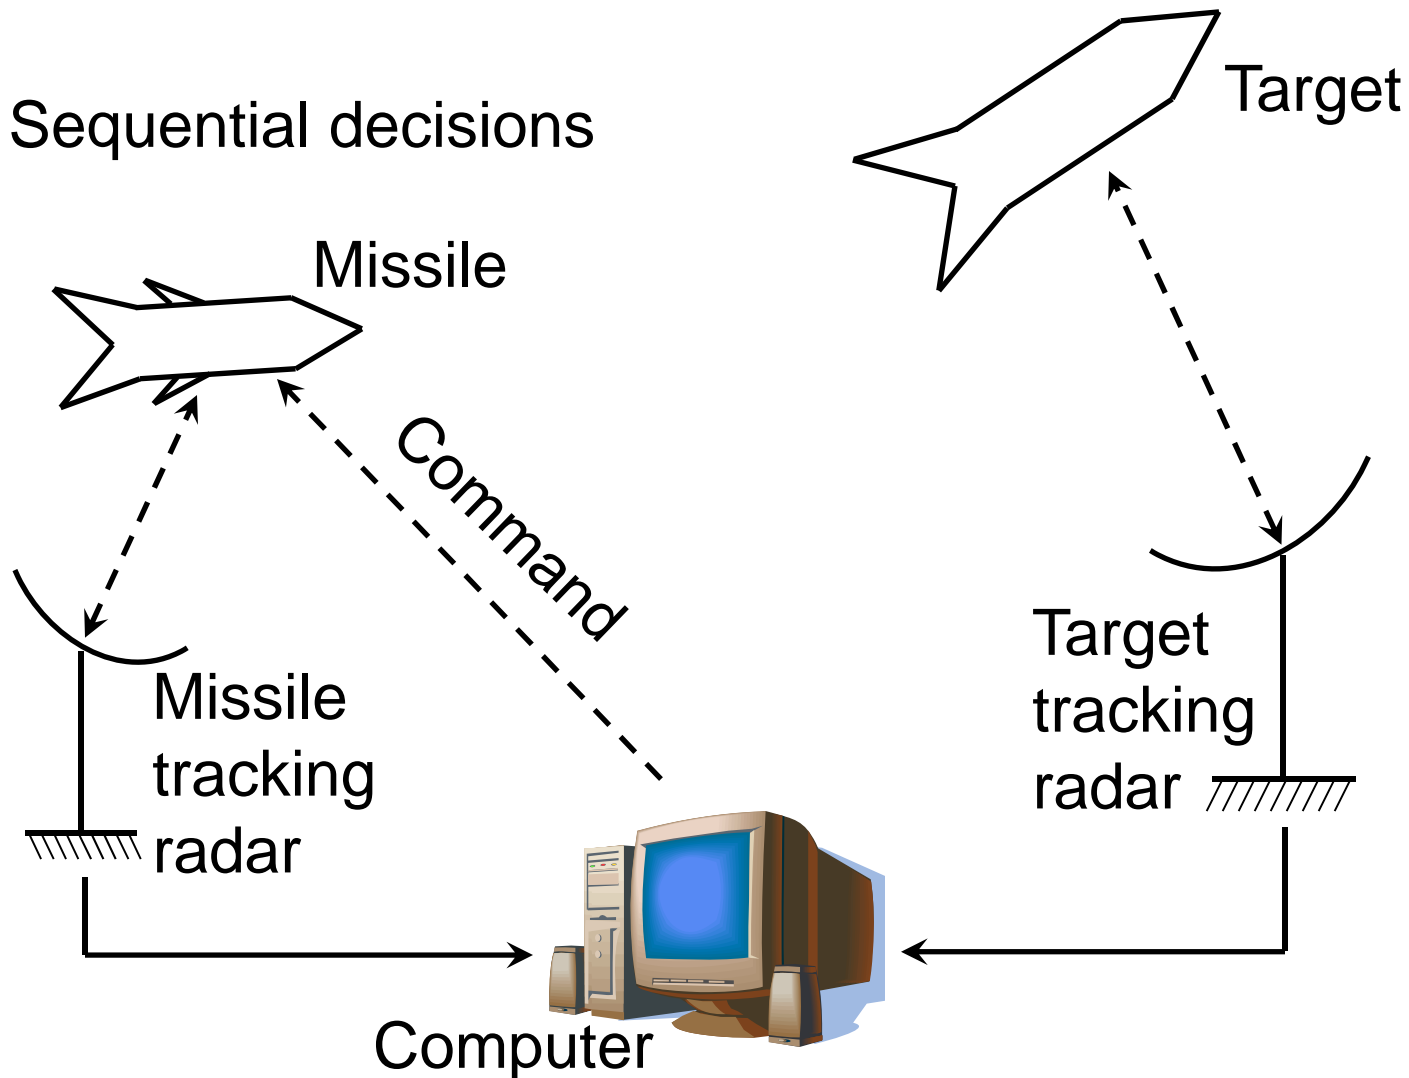 Target
Sequential decisions
Missile
Command
Target
tracking
radar
Missile
tracking
radar
Computer